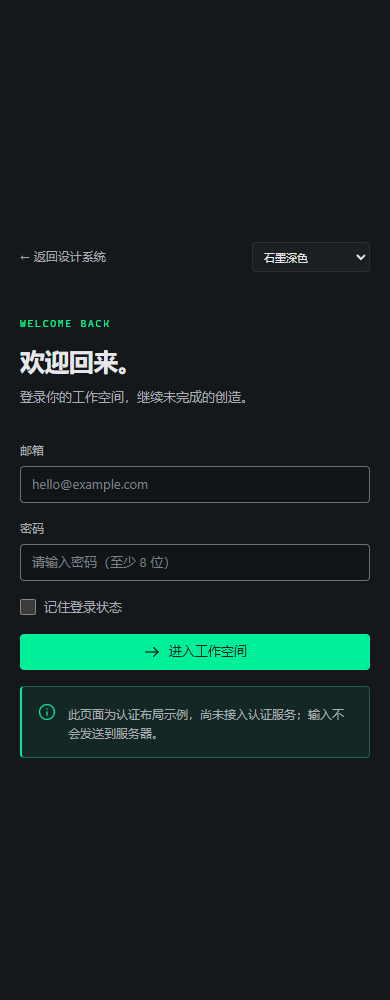 ← 返回设计系统
石墨深色
WELCOME BACK
欢迎回来。
登录你的工作空间，继续未完成的创造。
邮箱
hello@example.com
密码
请输入密码（至少 8 位）
记住登录状态
→ 进入工作空间
此页面为认证布局示例，尚未接入认证服务；输入不
会发送到服务器。